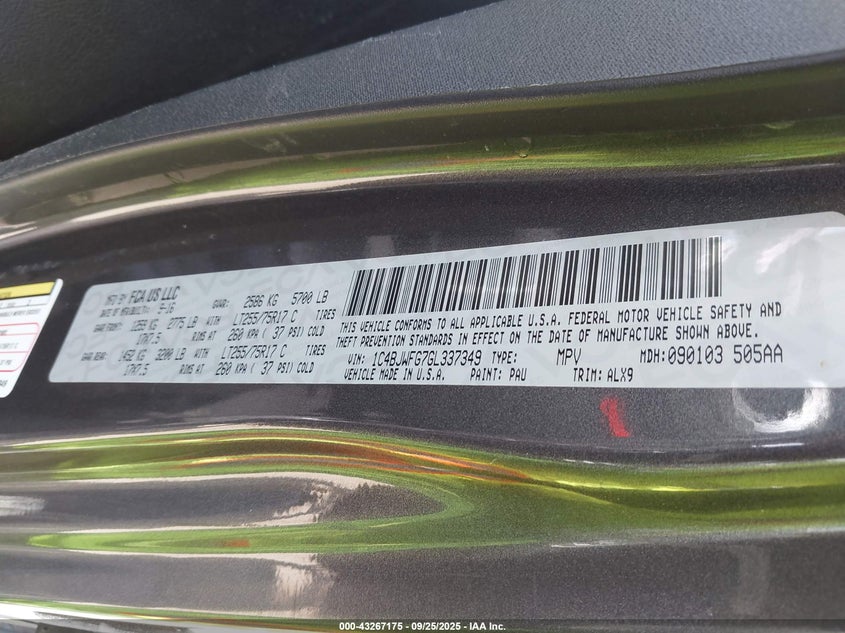 MFD BY FCA US LLC
DATE OF MFR/BUILT: 5-16 GVWR: 2586 KG 5700 LB
GAWR FRONT: 1259 KG 2775 LB WITH LT255/75R17 C TIRES
17X7.5 RIMS AT 260 KPA ( 37 PSI) COLD
GAWR REAR: 1452 KG 3200 LB WITH LT255/75R17 C TIRES
17X7.5 RIMS AT 260 KPA ( 37 PSI) COLD
THIS VEHICLE CONFORMS TO ALL APPLICABLE U.S.A. FEDERAL MOTOR VEHICLE SAFETY AND
THEFT PREVENTION STANDARDS IN EFFECT ON THE DATE OF MANUFACTURE SHOWN ABOVE.
VIN: 1C4BJWFG7GL337349 TYPE: MPV MDH: 090103 505AA
VEHICLE MADE IN U.S.A. PAINT: PAU TRIM: ALX9
000-43267175 - 09/25/2025 - IAA Inc.